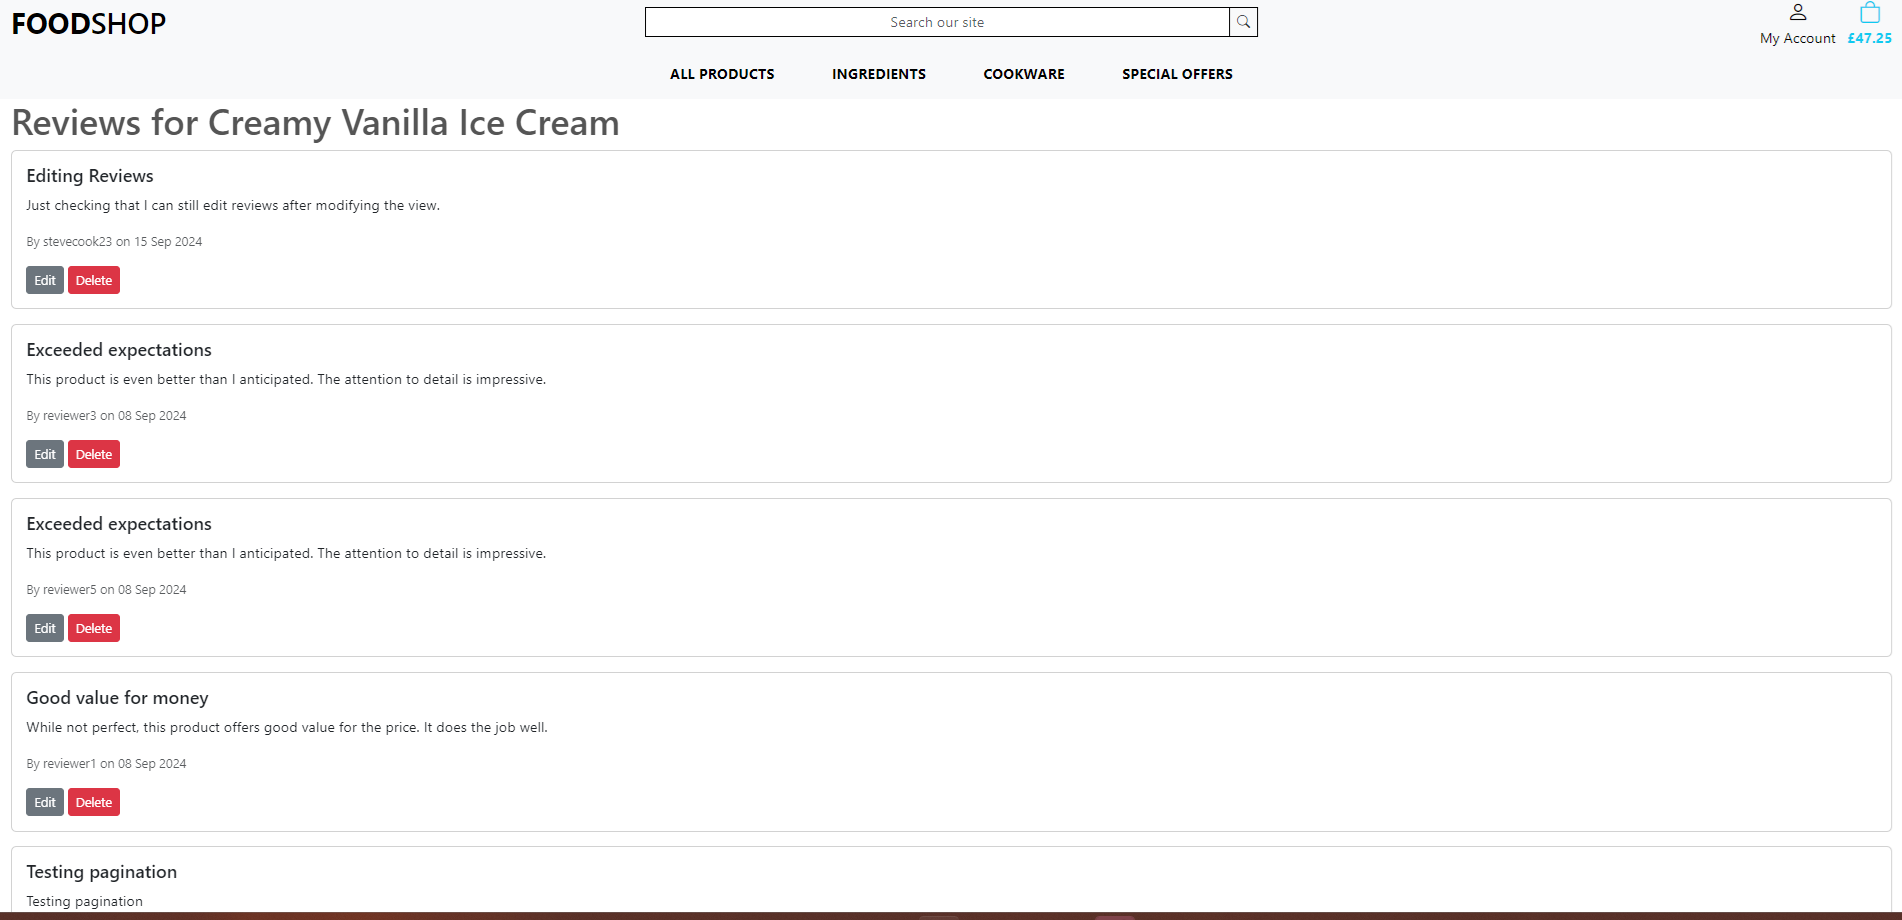 FOODSHOP
Search our site
My Account
£47.25
ALL PRODUCTS
INGREDIENTS
COOKWARE
SPECIAL OFFERS
Reviews for Creamy Vanilla Ice Cream
Editing Reviews
Just checking that I can still edit reviews after modifying the view.
By stevecook23 on 15 Sep 2024
Edit Delete
Exceeded expectations
This product is even better than I anticipated. The attention to detail is impressive.
By reviewer3 on 08 Sep 2024
Edit Delete
Exceeded expectations
This product is even better than I anticipated. The attention to detail is impressive.
By reviewer5 on 08 Sep 2024
Edit Delete
Good value for money
While not perfect, this product offers good value for the price. It does the job well.
By reviewer1 on 08 Sep 2024
Edit Delete
Testing pagination
Testing pagination